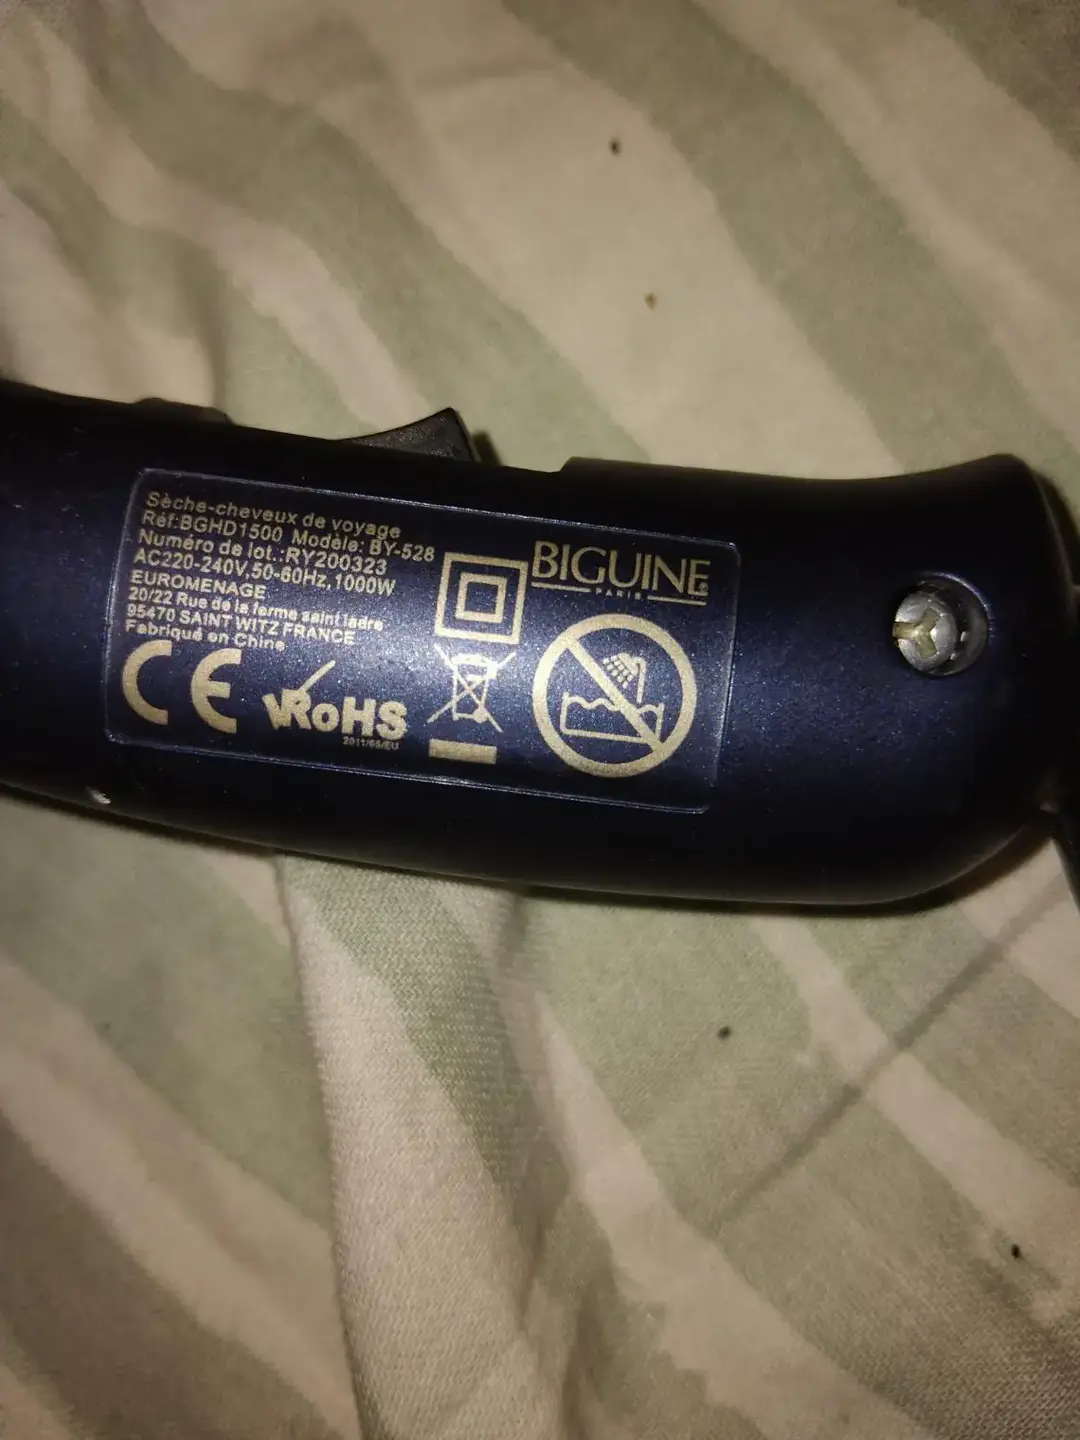 Sèche-cheveux de voyage
Réf:BGHD1500 Modèle: BY-528
Numéro de lot.:RY200323
AC220-240V,50-60Hz,1000W
EUROMENAGE
20/22 Rue de la ferme saint ladre
95470 SAINT WITZ FRANCE
Fabriqué en Chine
BIGUINE
PARIS
CE
RoHS
2011/65/EU